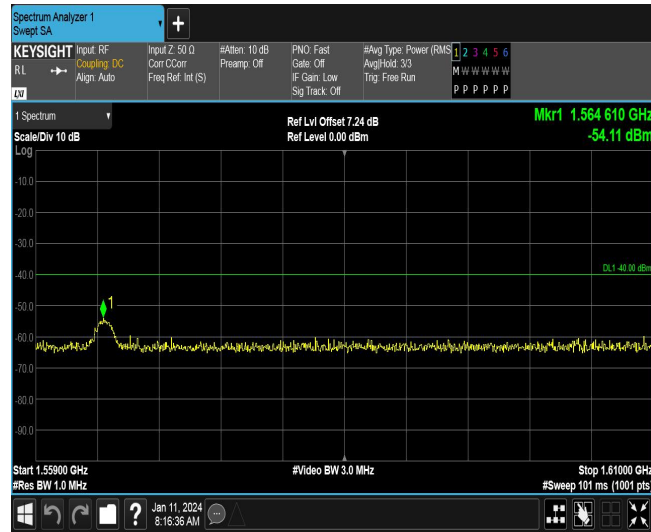 Spectrum Analyzer 1
Swept SA
KEYSIGHT
RL
LXI
Input: RF
Coupling: DC
Align: Auto
Input Z: 50 Ω
Corr CCorr
Freq Ref: Int (S)
#Atten: 10 dB
Preamp: Off
PNO: Fast
Gate: Off
IF Gain: Low
Sig Track: Off
#Avg Type: Power (RMS
Avg|Hold: 3/3
Trig: Free Run
1 2 3 4 5 6
M W W W W W
P P P P P P
1 Spectrum
Scale/Div 10 dB
Log
Ref Lvl Offset 7.24 dB
Ref Level 0.00 dBm
Mkr1 1.564 610 GHz
-54.11 dBm
-10.0
-20.0
-30.0
-40.0
DL1 -40.00 dBm
-50.0
1
-60.0
-70.0
-80.0
-90.0
Start 1.55900 GHz
#Res BW 1.0 MHz
#Video BW 3.0 MHz
Stop 1.61000 GHz
#Sweep 101 ms (1001 pts
?
Jan 11, 2024
8:16:36 AM